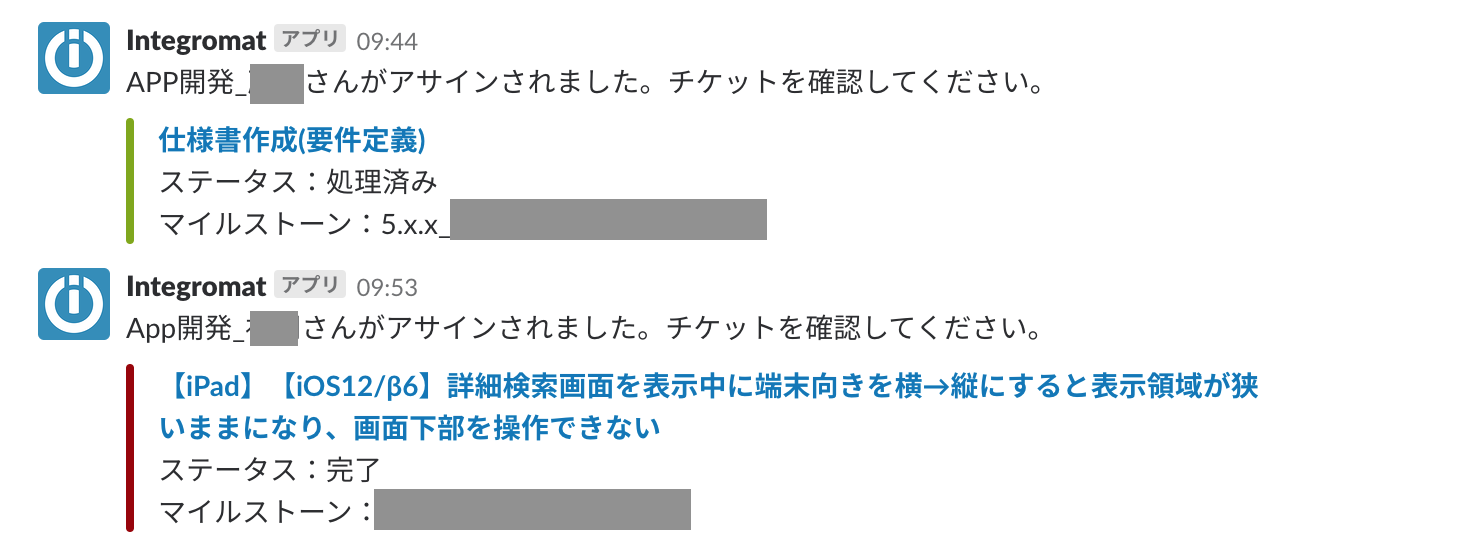 Integromat アプリ 09:44
APP開発_ さんがアサインされました。チケットを確認してください。
仕様書作成(要件定義)
ステータス：処理済み
マイルストーン：5.x.x_
Integromat アプリ 09:53
App開発_ さんがアサインされました。チケットを確認してください。
【iPad】【iOS12/β6】詳細検索画面を表示中に端末向きを横→縦にすると表示領域が狭
いままになり、画面下部を操作できない
ステータス：完了
マイルストーン：